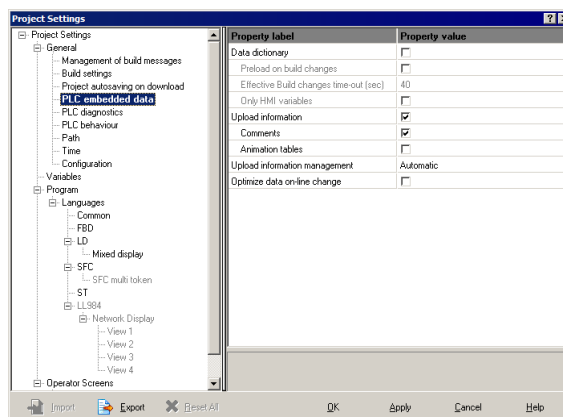 Project Settings
Project Settings
General
Management of build messages
Build settings
Project autosaving on download
PLC embedded data
PLC diagnostics
PLC behaviour
Path
Time
Configuration
Variables
Program
Languages
Common
FBD
LD
Mixed display
SFC
SFC multi token
ST
LL984
Network Display
View 1
View 2
View 3
View 4
Operator Screens
Property label Property value
Data dictionary
Preload on build changes
Effective Build changes time-out (sec) 40
Only HMI variables
Upload information
Comments
Animation tables
Upload information management Automatic
Optimize data on-line change
Import Export Reset All OK Apply Cancel Help